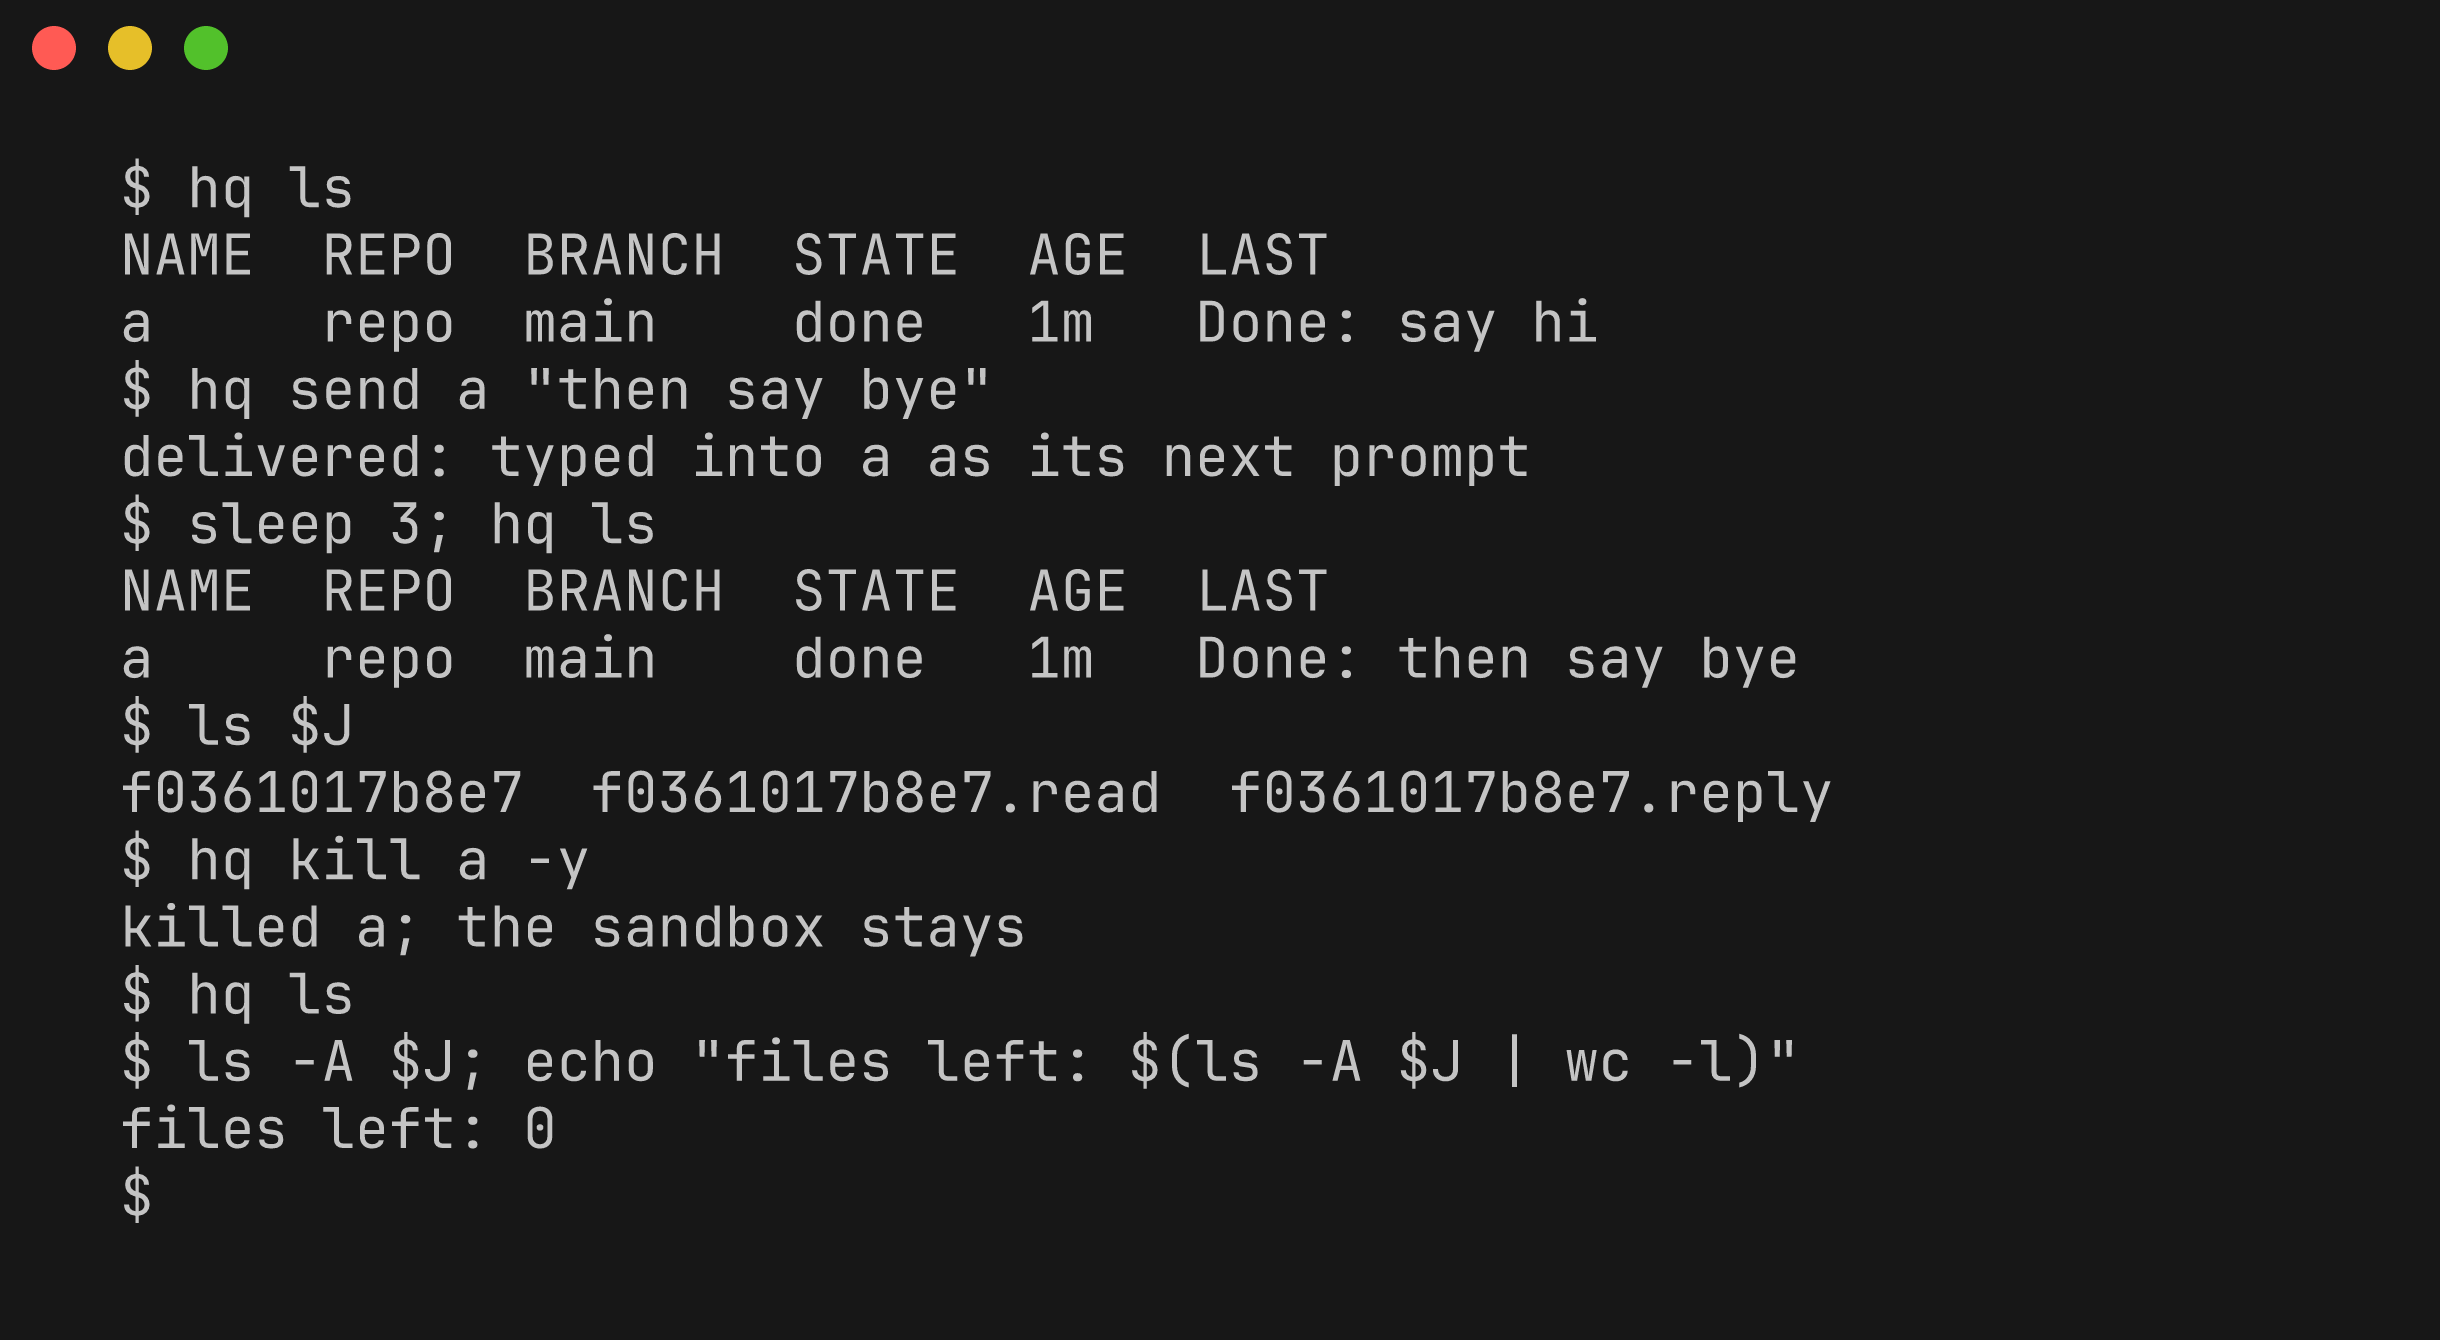 $ hq ls
NAME  REPO  BRANCH  STATE  AGE  LAST
a     repo  main    done   1m   Done: say hi
$ hq send a "then say bye"
delivered: typed into a as its next prompt
$ sleep 3; hq ls
NAME  REPO  BRANCH  STATE  AGE  LAST
a     repo  main    done   1m   Done: then say bye
$ ls $J
f0361017b8e7  f0361017b8e7.read  f0361017b8e7.reply
$ hq kill a -y
killed a; the sandbox stays
$ hq ls
$ ls -A $J; echo "files left: $(ls -A $J | wc -l)"
files left: 0
$